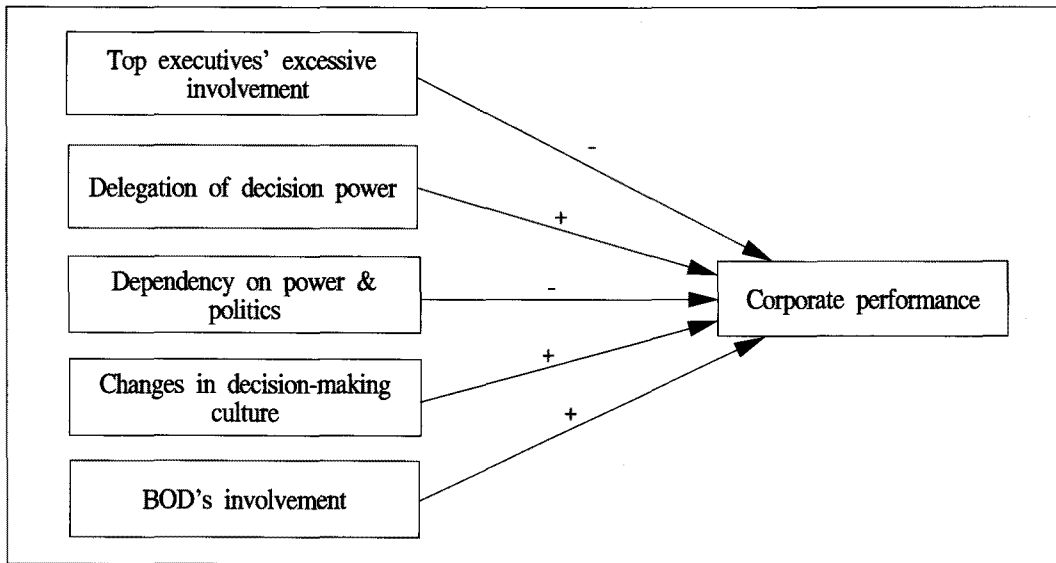 Top executives' excessive
involvement
-
Delegation of decision power
+
Dependency on power &
politics
-
Corporate performance
Changes in decision-making
culture
+
+
BOD's involvement